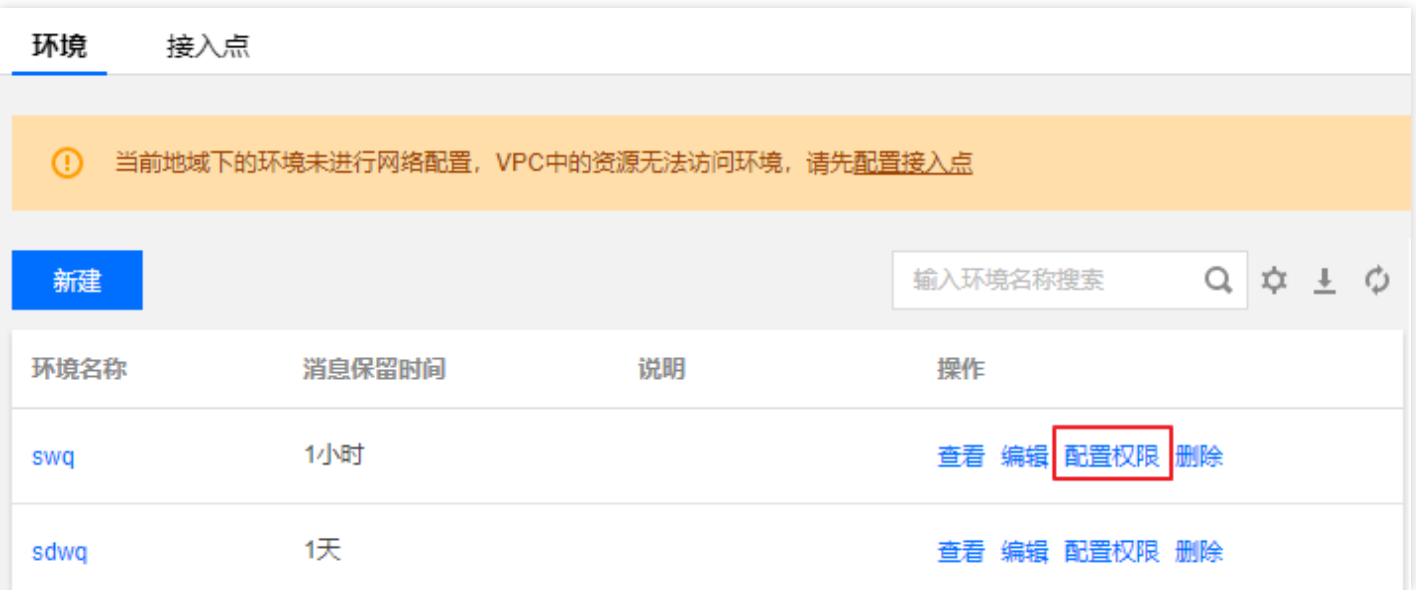 环境 接入点
当前地域下的环境未进行网络配置，VPC中的资源无法访问环境，请先配置接入点
新建 输入环境名称搜索
环境名称 消息保留时间 说明 操作
swq 1小时 查看 编辑 配置权限 删除
sdwq 1天 查看 编辑 配置权限 删除